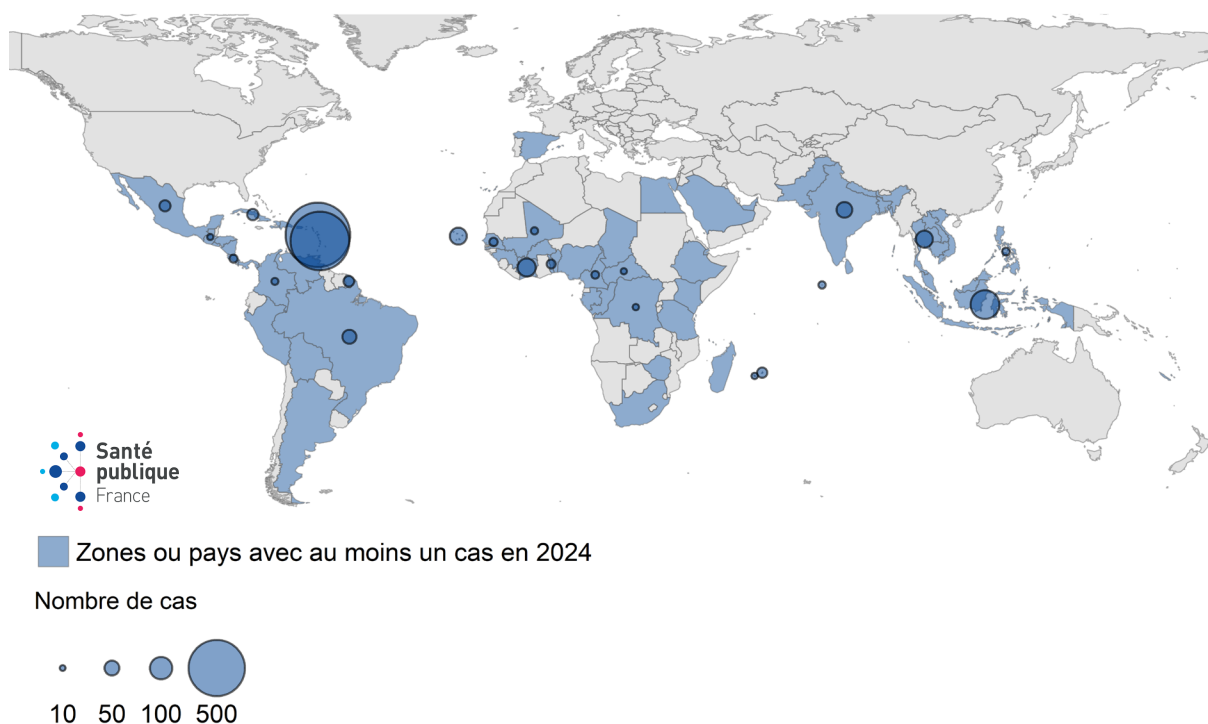 Santé
publique
France
Zones ou pays avec au moins un cas en 2024
Nombre de cas
10 50 100 500